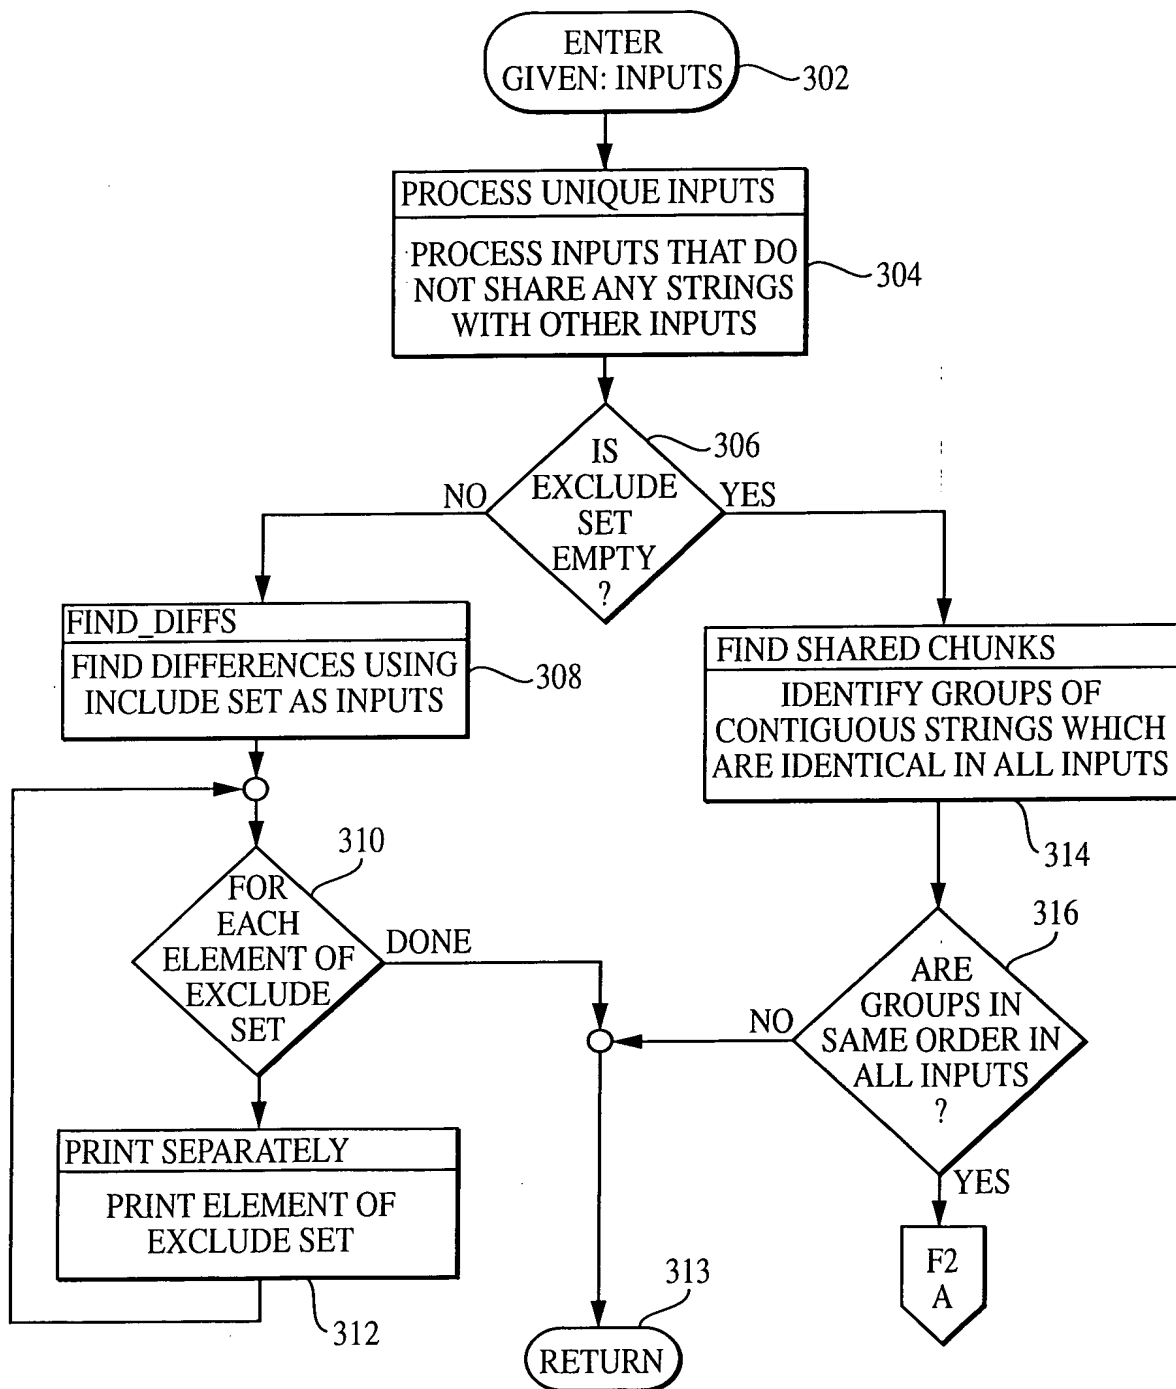 ENTER
GIVEN: INPUTS
302
PROCESS UNIQUE INPUTS
PROCESS INPUTS THAT DO
NOT SHARE ANY STRINGS
WITH OTHER INPUTS
304
IS
EXCLUDE
SET
EMPTY
?
306
NO
YES
FIND_DIFFS
FIND DIFFERENCES USING
INCLUDE SET AS INPUTS
308
FIND SHARED CHUNKS
IDENTIFY GROUPS OF
CONTIGUOUS STRINGS WHICH
ARE IDENTICAL IN ALL INPUTS
314
FOR
EACH
ELEMENT OF
EXCLUDE
SET
310
DONE
ARE
GROUPS IN
SAME ORDER IN
ALL INPUTS
?
316
NO
YES
PRINT SEPARATELY
PRINT ELEMENT OF
EXCLUDE SET
312
F2
A
313
RETURN